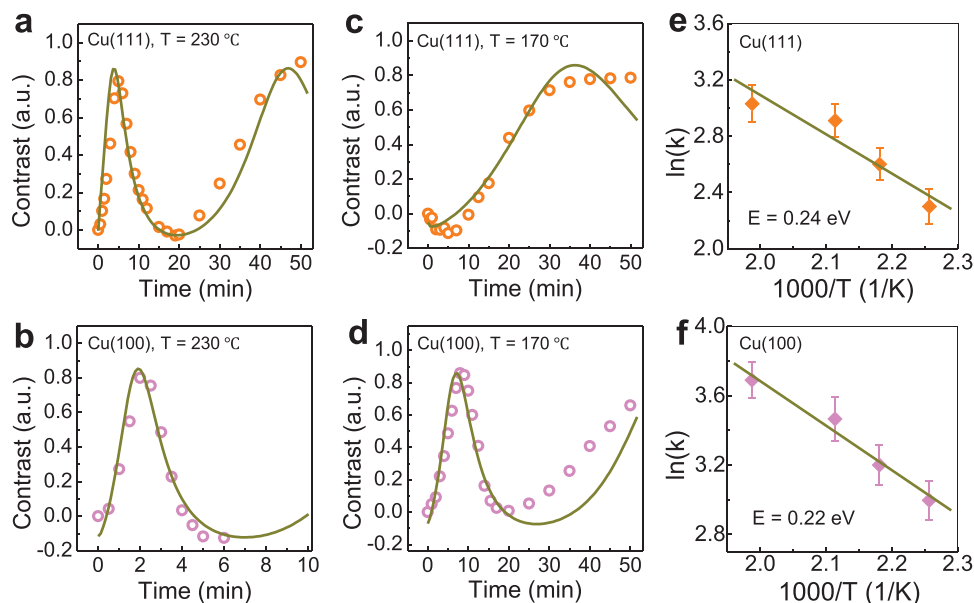 a
Cu(111), T = 230 ℃
Contrast (a.u.)
1.0
0.8
0.6
0.4
0.2
0.0
0 10 20 30 40 50
Time (min)
c
Cu(111), T = 170 ℃
Contrast (a.u.)
1.0
0.8
0.6
0.4
0.2
0.0
-0.2
0 10 20 30 40 50
Time (min)
e
Cu(111)
ln(k)
3.6
3.2
2.8
2.4
2.0
E = 0.24 eV
2.0 2.1 2.2 2.3
1000/T (1/K)
b
Cu(100), T = 230 ℃
Contrast (a.u.)
1.0
0.8
0.6
0.4
0.2
0.0
-0.2
0 2 4 6 8 10
Time (min)
d
Cu(100), T = 170 ℃
Contrast (a.u.)
1.0
0.8
0.6
0.4
0.2
0.0
-0.2
0 10 20 30 40 50
Time (min)
f
Cu(100)
ln(k)
4.0
3.6
3.2
2.8
E = 0.22 eV
2.0 2.1 2.2 2.3
1000/T (1/K)